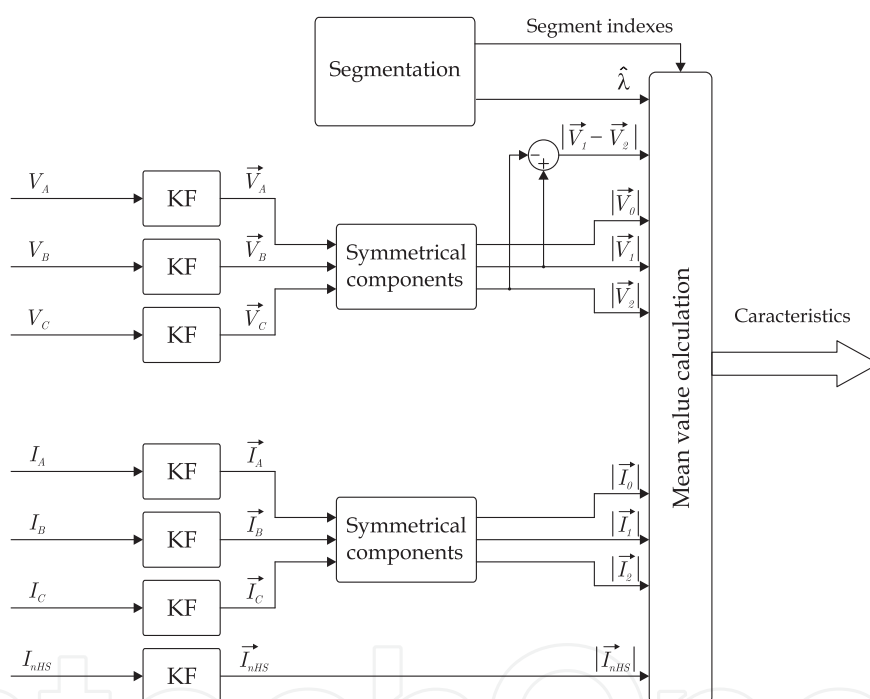 Segment indexes
Segmentation
λ̂
|V⃗₁ − V⃗₂|
−
+
V_A
KF
V⃗_A
|V⃗₀|
V_B
KF
V⃗_B
Symmetrical
components
|V⃗₁|
V_C
KF
V⃗_C
|V⃗₂|
Mean value calculation
Caracteristics
I_A
KF
I⃗_A
|I⃗₀|
I_B
KF
I⃗_B
Symmetrical
components
|I⃗₁|
I_C
KF
I⃗_C
|I⃗₂|
I_nHS
KF
I⃗_nHS
|I⃗_nHS|